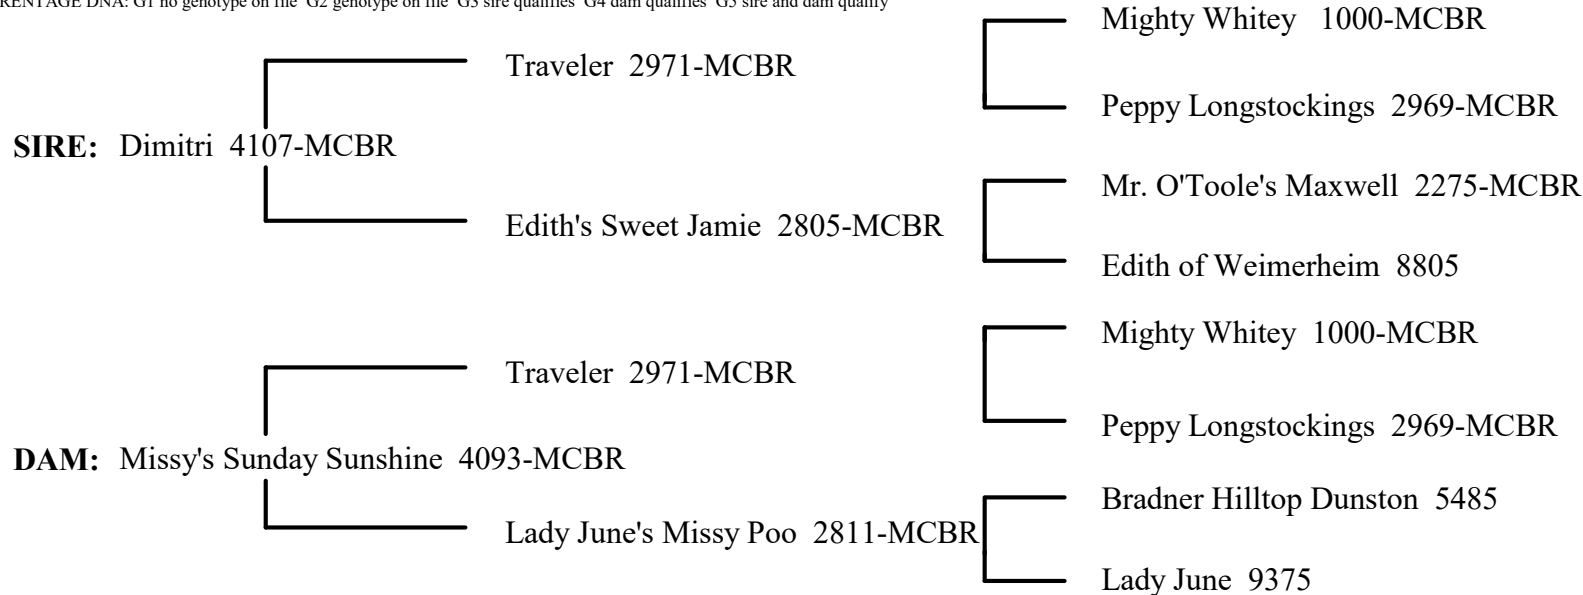 DNA: G1 no genotype on file G2 genotype on file G3 sire qualifies G4 dam qualifies G5 sire and dam qualify
Mighty Whitey 1000-MCBR
Traveler 2971-MCBR
Peppy Longstockings 2969-MCBR
SIRE: Dimitri 4107-MCBR
Mr. O'Toole's Maxwell 2275-MCBR
Edith's Sweet Jamie 2805-MCBR
Edith of Weimerheim 8805
Mighty Whitey 1000-MCBR
Traveler 2971-MCBR
Peppy Longstockings 2969-MCBR
DAM: Missy's Sunday Sunshine 4093-MCBR
Bradner Hilltop Dunston 5485
Lady June's Missy Poo 2811-MCBR
Lady June 9375